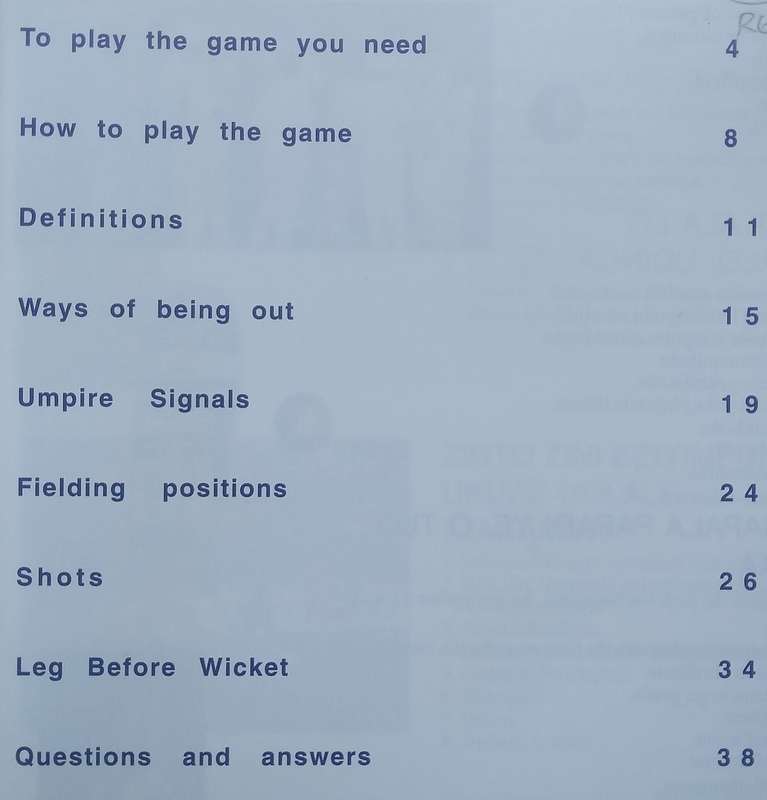 To play the game you need 4
How to play the game 8
Definitions 11
Ways of being out 15
Umpire Signals 19
Fielding positions 24
Shots 26
Leg Before Wicket 34
Questions and answers 38